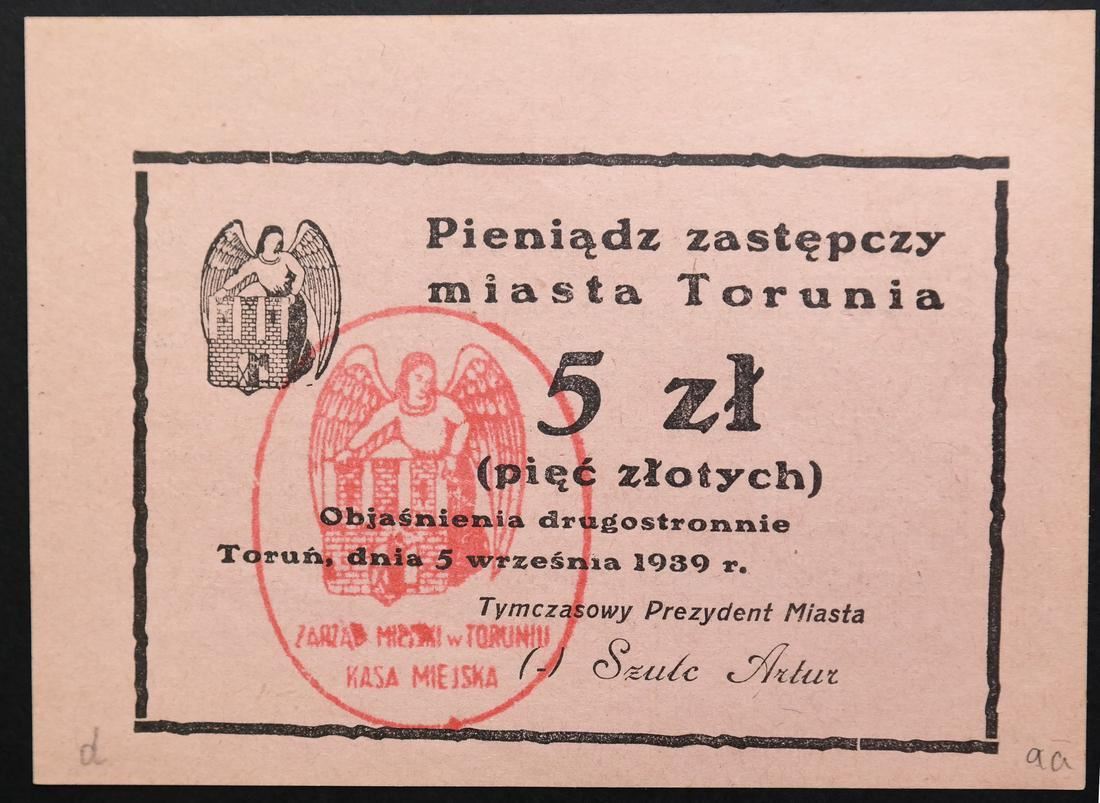 Pieniądz zastępczy
miasta Torunia
5 zł
(pięć złotych)
Objaśnienia drugostronnie
Toruń, dnia 5 września 1939 r.
Tymczasowy Prezydent Miasta
(-) Szulc Artur
ZARZĄD MIEJSKI w TORUNIU
KASA MIEJSKA
d